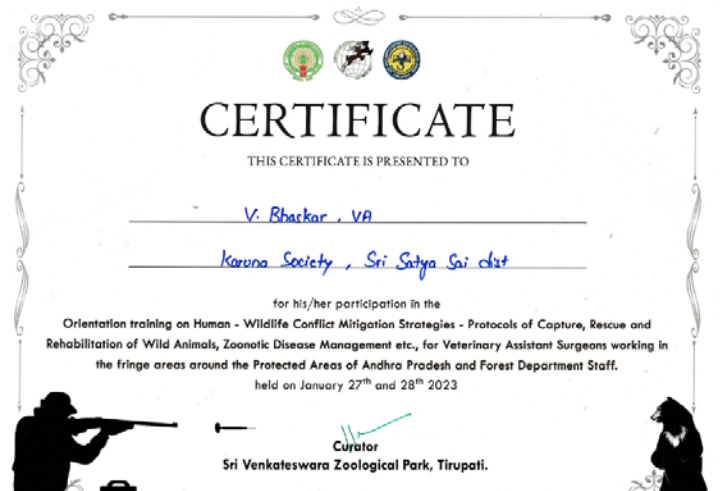 CERTIFICATE
THIS CERTIFICATE IS PRESENTED TO
V. Bhaskar, VA
Karuna Society, Sri Satya Sai dist
for his/her participation in the
Orientation training on Human - Wildlife Conflict Mitigation Strategies - Protocols of Capture, Rescue and
Rehabilitation of Wild Animals, Zoonotic Disease Management etc., for Veterinary Assistant Surgeons working in
the fringe areas around the Protected Areas of Andhra Pradesh and Forest Department Staff.
held on January 27th and 28th 2023
Curator
Sri Venkateswara Zoological Park, Tirupati.